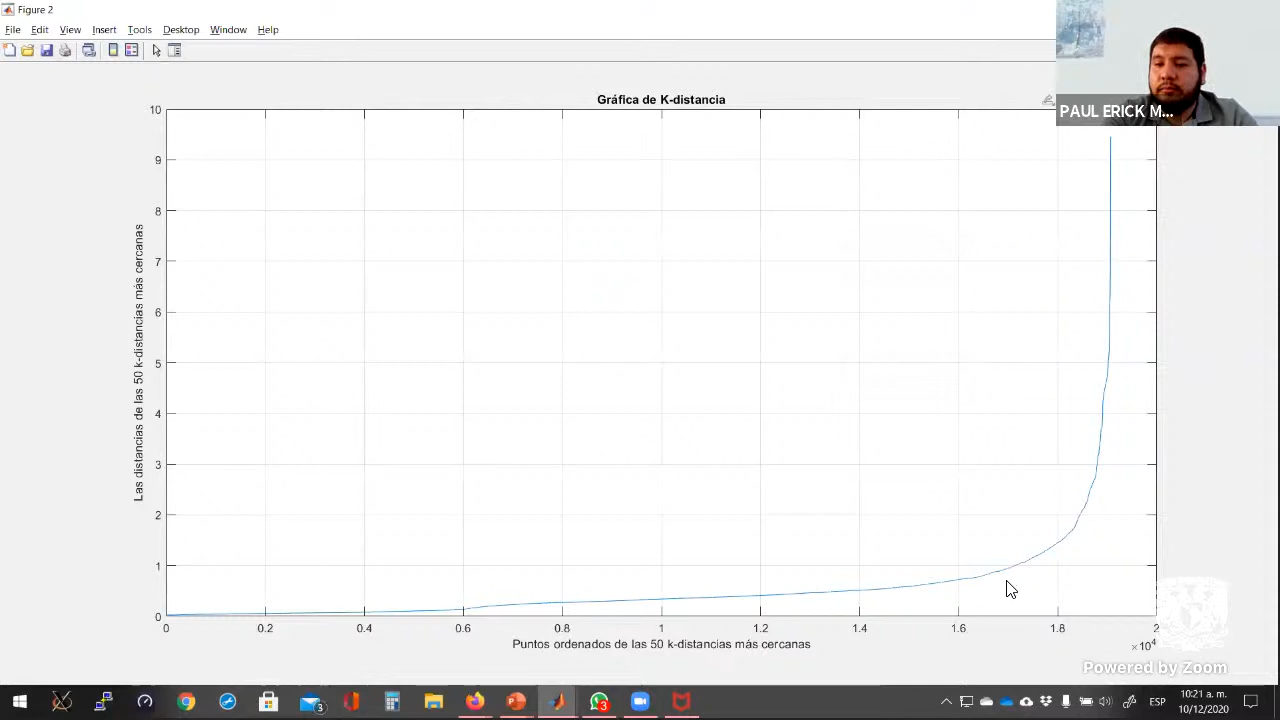 Figure 2
File Edit View Insert Tools Desktop Window Help
PAUL ERICK M...
Gráfica de K-distancia
Las distancias de las 50 k-distancias más cercanas
10
9
8
7
6
5
4
3
2
1
0
0 0.2 0.4 0.6 0.8 1 1.2 1.4 1.6 1.8 2
×10⁴
Puntos ordenados de las 50 k-distancias más cercanas
Powered by Zoom
3
3
ESP
10:21 a. m.
10/12/2020